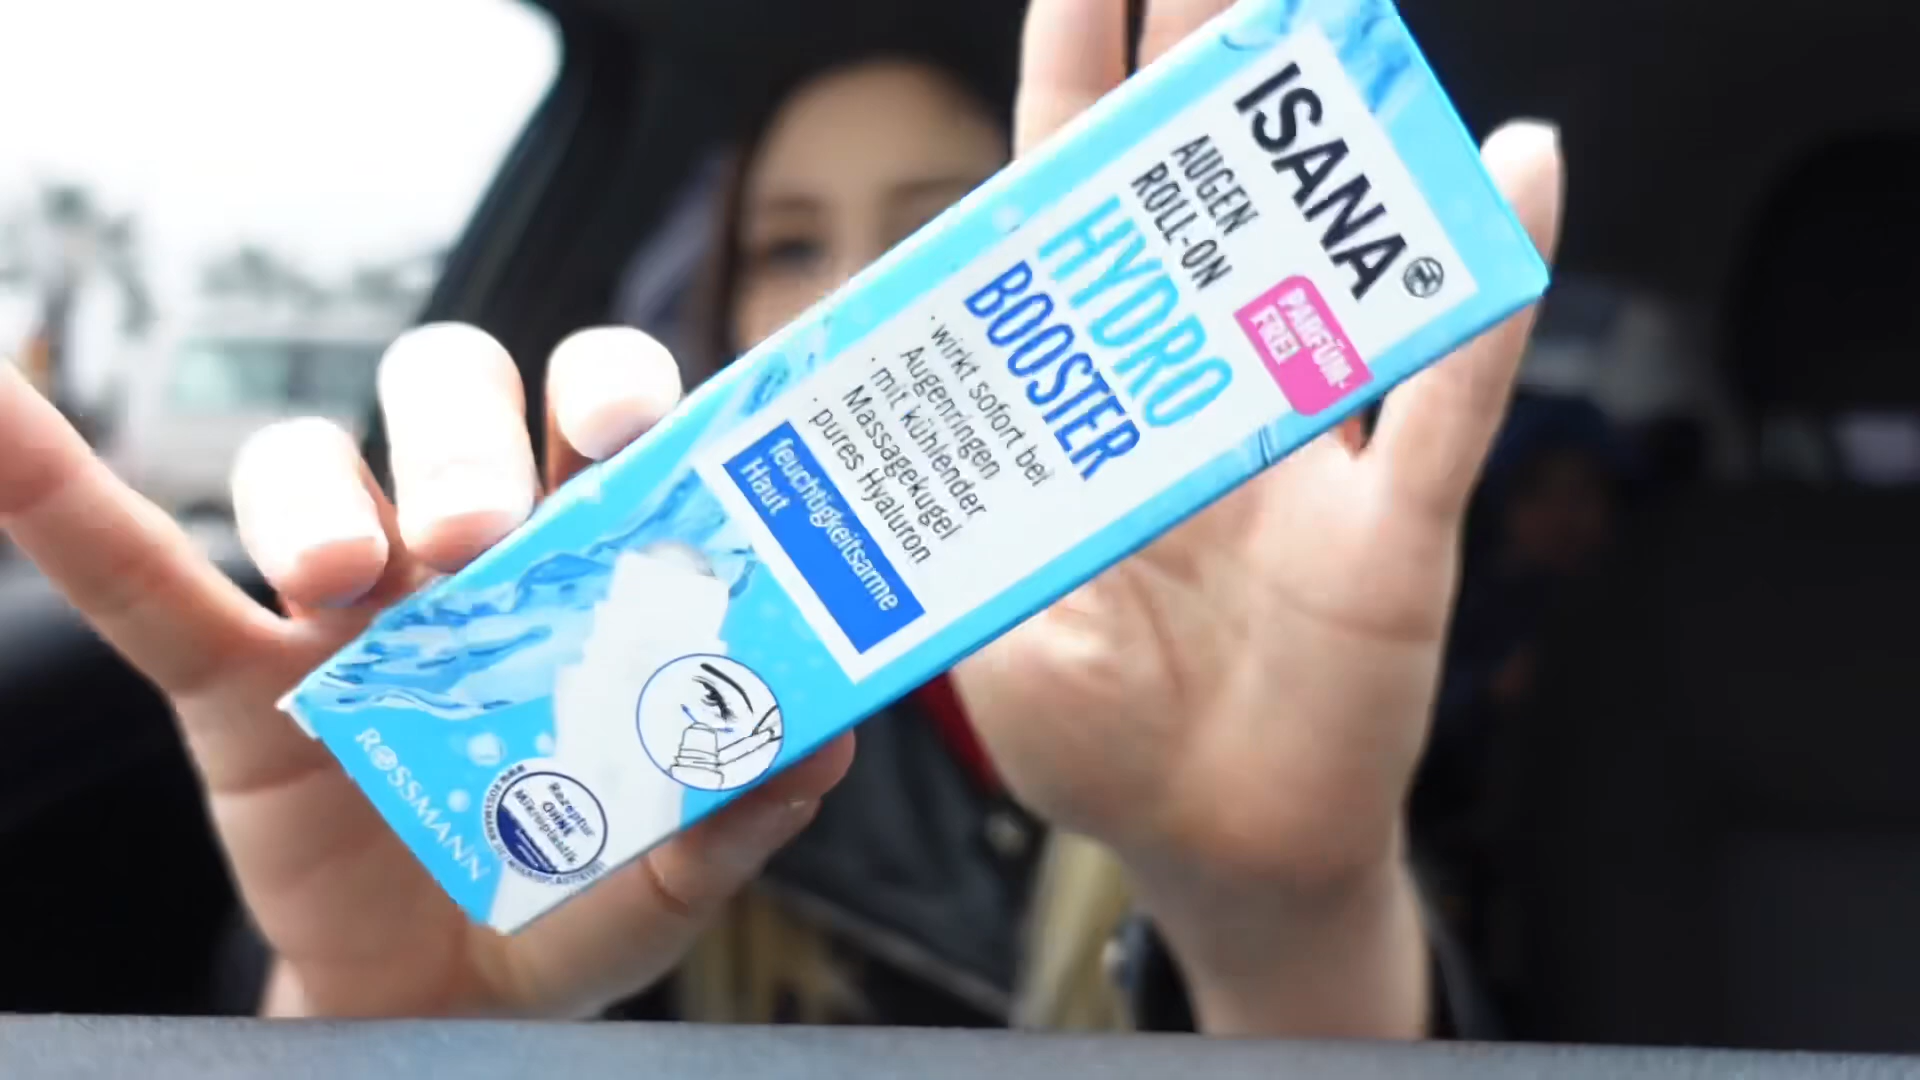 ISANA
AUGEN
ROLL-ON
HYDRO
BOOSTER
PARFÜM-
FREI
· wirkt sofort bei
Augenringen
· mit kühlender
Massagekugel
· pures Hyaluron
feuchtigkeitsarme
Haut
ROSSMANN
Rezeptur
OHNE
Mikroplastik